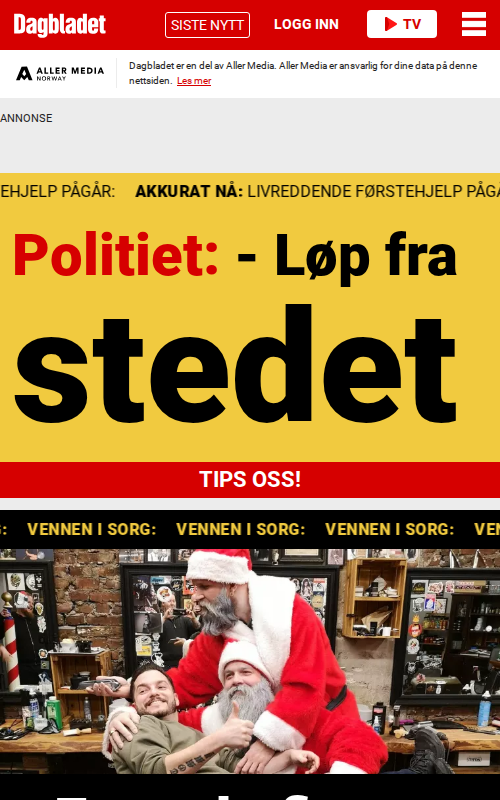 Dagbladet
SISTE NYTT
LOGG INN
TV
ALLER MEDIA
NORWAY
Dagbladet er en del av Aller Media. Aller Media er ansvarlig for dine data på denne
nettsiden. Les mer
ANNONSE
EHJELP PÅGÅR: AKKURAT NÅ: LIVREDDENDE FØRSTEHJELP PÅGÅ
Politiet: - Løp fra
stedet
TIPS OSS!
G: VENNEN I SORG: VENNEN I SORG: VENNEN I SORG: VENN